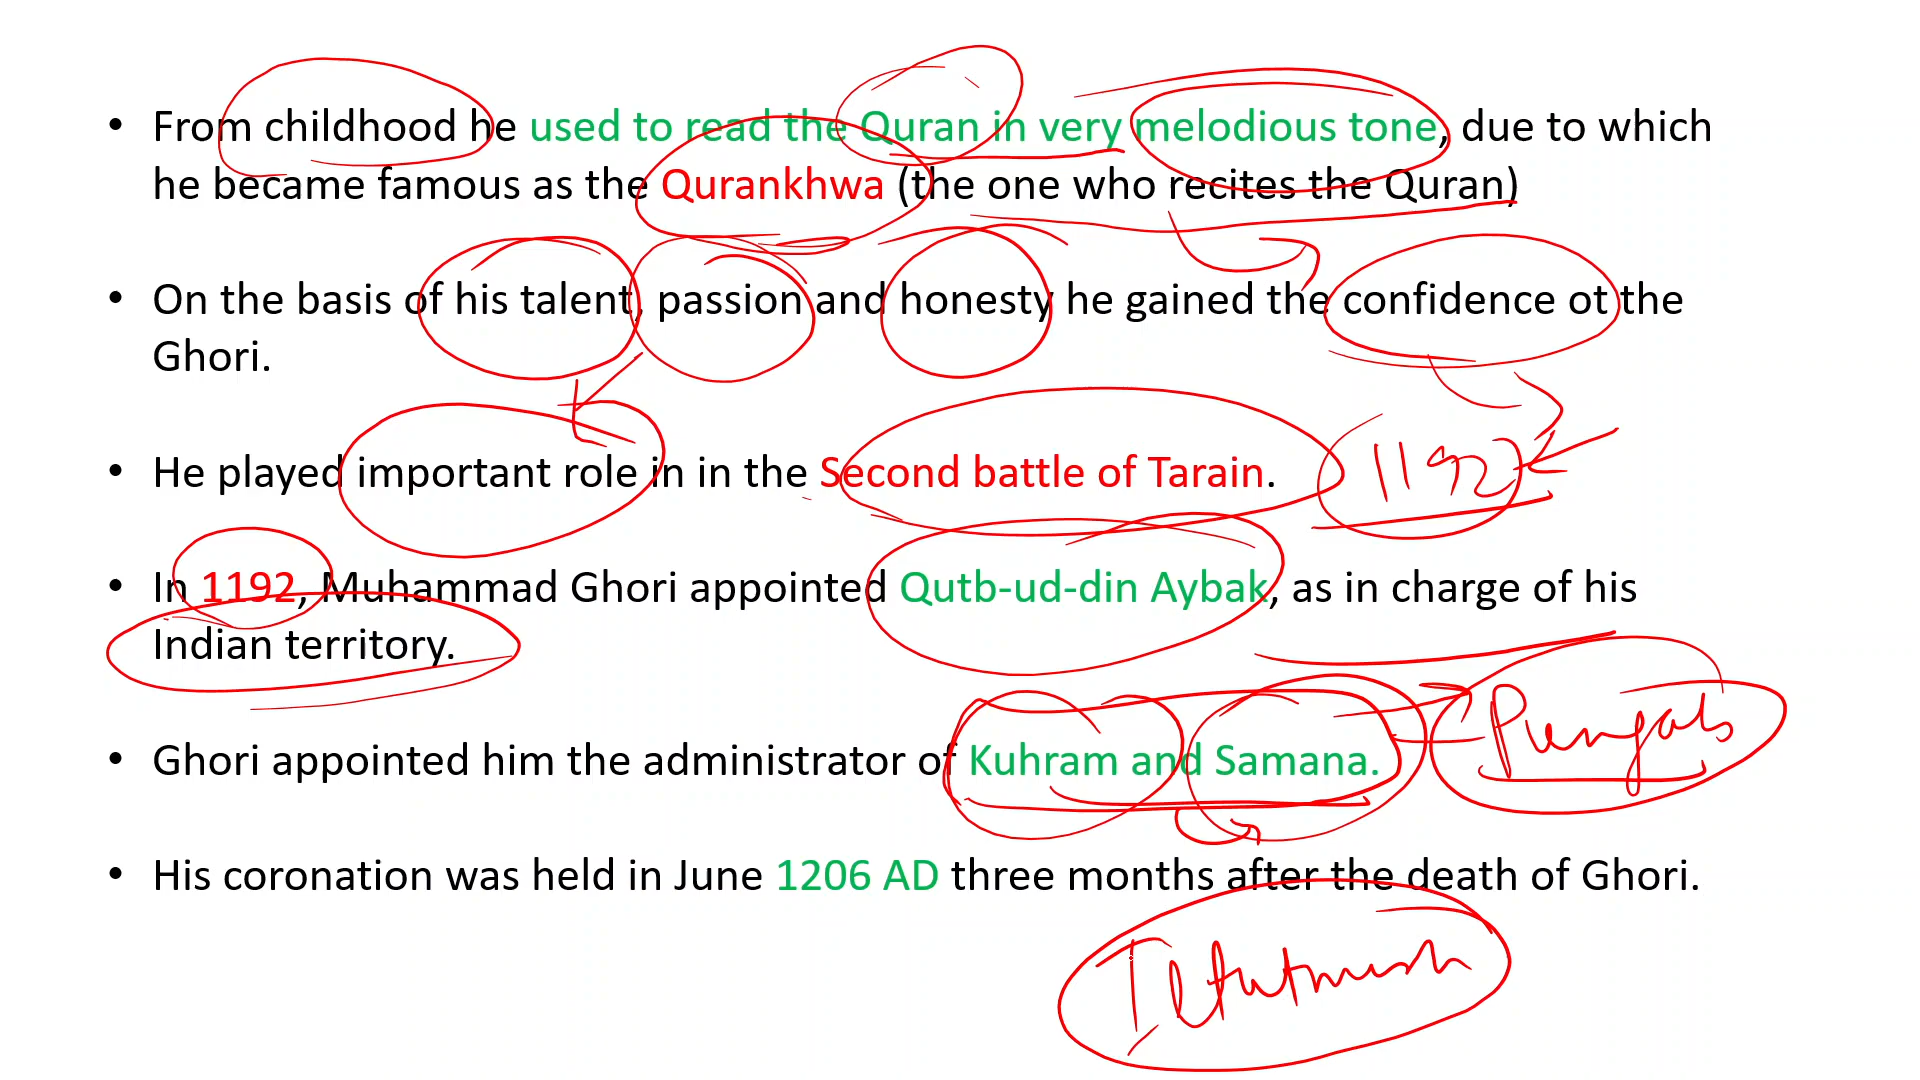 • From childhood he used to read the Quran in very melodious tone, due to which
he became famous as the Qurankhwa (the one who recites the Quran)
• On the basis of his talent, passion and honesty he gained the confidence ot the
Ghori.
• He played important role in in the Second battle of Tarain. 1192
• In 1192, Muhammad Ghori appointed Qutb-ud-din Aybak, as in charge of his
Indian territory.
Punjab
• Ghori appointed him the administrator of Kuhram and Samana.
• His coronation was held in June 1206 AD three months after the death of Ghori.
Iltutmish